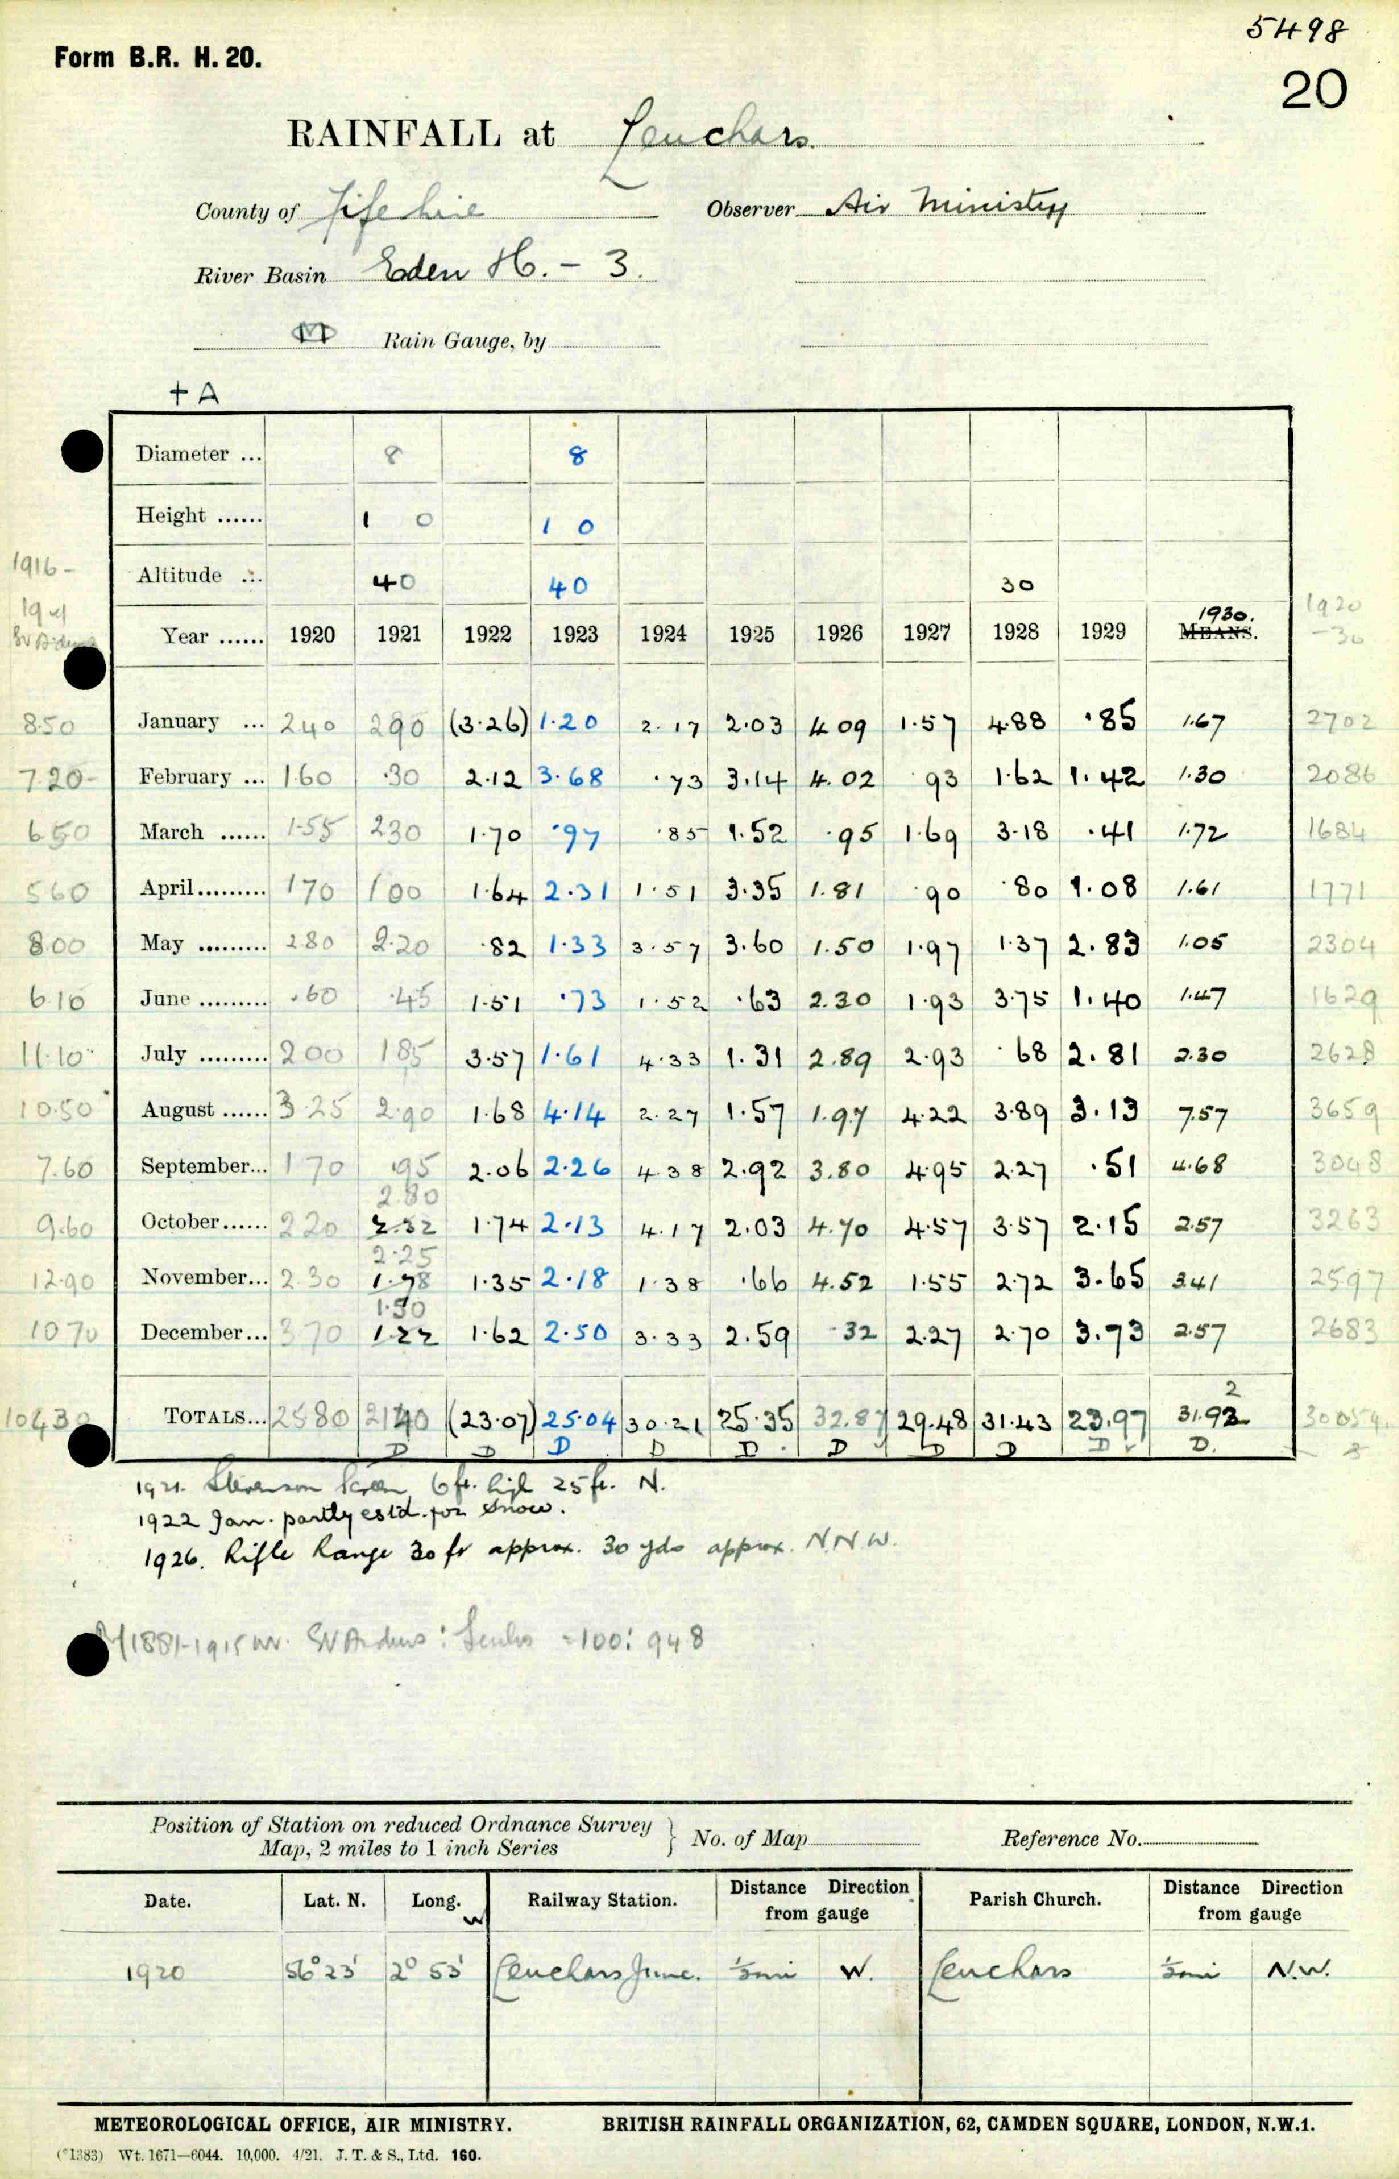 5498
Form B.R. H. 20.
20
RAINFALL at Leuchars.
County of Fifeshire Observer Air Ministry
River Basin Eden H. - 3.
M Rain Gauge, by
+ A
Diameter ... 8 8
Height ...... 1 0 1 0
1916 -
Altitude ... 40 40 30
Year ...... 1920 1921 1922 1923 1924 1925 1926 1927 1928 1929 1930. MEANS. 1920 - 30
850 January ... 240 290 (3.26) 1.20 2.17 2.03 4.09 1.57 4.88 .85 1.67 2702
720 February ... 160 .30 2.12 3.68 .73 3.14 4.02 .93 1.62 1.42 1.30 2086
650 March ...... 1.55 230 1.70 .97 .85 1.52 .95 1.69 3.18 .41 1.72 1684
560 April......... 170 100 1.64 2.31 1.51 3.35 1.81 .90 .80 1.08 1.61 1771
800 May ......... 280 2.20 .82 1.33 3.57 3.60 1.50 1.97 1.37 2.83 1.05 2304
610 June ......... .60 .45 1.51 .73 1.52 .63 2.30 1.93 3.75 1.40 1.47 1629
11.10 July ......... 200 185 3.57 1.61 4.33 1.31 2.89 2.93 .68 2.81 2.30 2628
10.50 August ...... 3.25 2.90 1.68 4.14 2.27 1.57 1.97 4.22 3.89 3.13 7.57 3659
7.60 September... 170 .95 2.06 2.26 4.38 2.92 3.80 4.95 2.27 .51 4.68 3048
2.80
9.60 October...... 220 2.32 1.74 2.13 4.17 2.03 4.70 4.57 3.57 2.15 2.57 3263
2.25
12.90 November... 2.30 1.78 1.35 2.18 1.38 .66 4.52 1.55 2.72 3.65 3.41 2597
1.50
1070 December... 370 1.22 1.62 2.50 3.33 2.59 .32 2.27 2.70 3.73 2.57 2683
2
10430 TOTALS... 2580 2140 (23.07) 25.04 30.21 25.35 32.87 29.48 31.43 23.97 31.92 30054
D D D D D D D D D D
1921. Stevenson Screen 6 ft. high 25 ft. N.
1922 Jan. partly estd. for snow.
1926. Rifle Range 30 ft approx. 30 yds approx. N.N.W.
1881-1915 St Andrews : Leuchars = 100 : 948
Position of Station on reduced Ordnance Survey
Map, 2 miles to 1 inch Series } No. of Map Reference No.
Date. Lat. N. Long. W Railway Station. Distance Direction from gauge Parish Church. Distance Direction from gauge
1920 56° 23' 2° 53' Leuchars Junc. ½ mi W. Leuchars ½ mi N.W.
METEOROLOGICAL OFFICE, AIR MINISTRY. BRITISH RAINFALL ORGANIZATION, 62, CAMDEN SQUARE, LONDON, N.W.1.
(*1383) Wt. 1671—6044. 10,000. 4/21. J. T. & S., Ltd. 160.